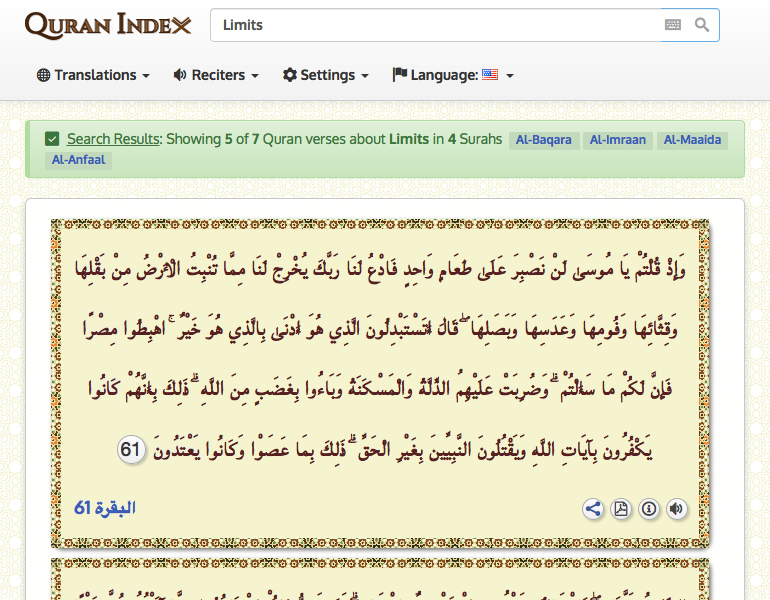 QURAN INDEX
Limits
Translations Reciters Settings Language:
Search Results: Showing 5 of 7 Quran verses about Limits in 4 Surahs Al-Baqara Al-Imraan Al-Maaida
Al-Anfaal
وَإِذْ قُلْتُمْ يَا مُوسَى لَنْ نَصْبِرَ عَلَى طَعَامٍ وَاحِدٍ فَادْعُ لَنَا رَبَّكَ يُخْرِجْ لَنَا مِمَّا تُنْبِتُ الْأَرْضُ مِنْ بَقْلِهَا
وَقِثَّائِهَا وَفُومِهَا وَعَدَسِهَا وَبَصَلِهَا ۖ قَالَ أَتَسْتَبْدِلُونَ الَّذِي هُوَ أَدْنَى بِالَّذِي هُوَ خَيْرٌ ۚ اهْبِطُوا مِصْرًا
فَإِنَّ لَكُمْ مَا سَأَلْتُمْ ۗ وَضُرِبَتْ عَلَيْهِمُ الذِّلَّةُ وَالْمَسْكَنَةُ وَبَاءُوا بِغَضَبٍ مِنَ اللَّهِ ۗ ذَلِكَ بِأَنَّهُمْ كَانُوا
يَكْفُرُونَ بِآيَاتِ اللَّهِ وَيَقْتُلُونَ النَّبِيِّينَ بِغَيْرِ الْحَقِّ ۗ ذَلِكَ بِمَا عَصَوْا وَكَانُوا يَعْتَدُونَ 61
البقرة 61